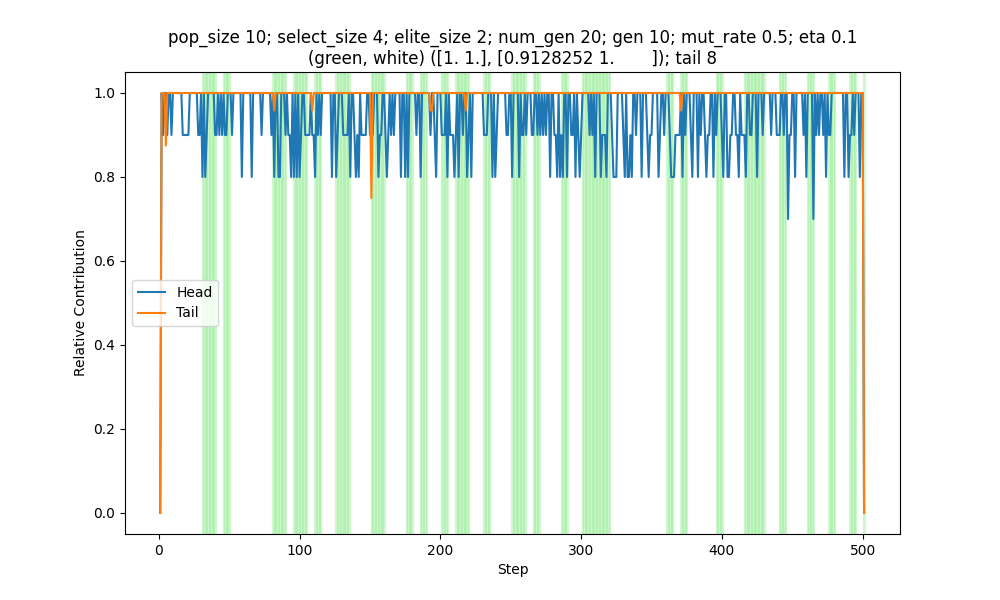 pop_size 10; select_size 4; elite_size 2; num_gen 20; gen 10; mut_rate 0.5; eta 0.1
(green, white) ([1. 1.], [0.9128252 1.        ]); tail 8
1.0
0.8
0.6
0.4
0.2
0.0
Relative Contribution
Head
Tail
0
100
200
300
400
500
Step